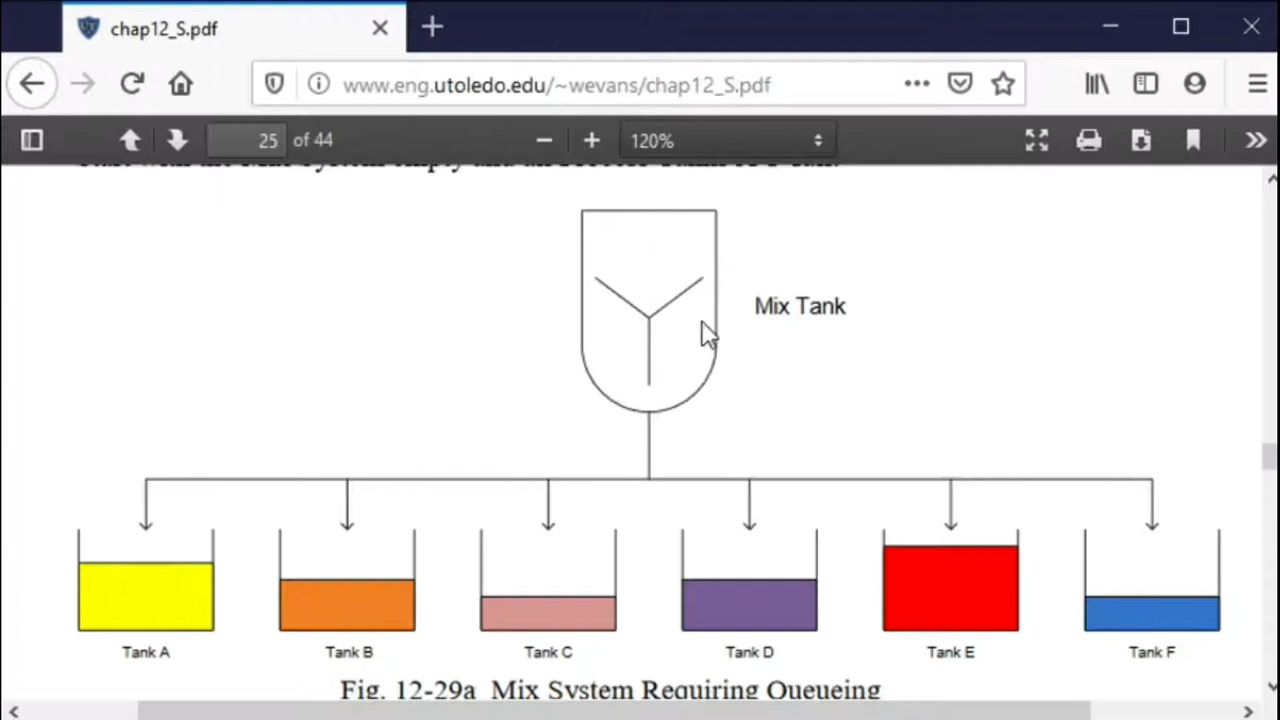 chap12_S.pdf
www.eng.utoledo.edu/~wevans/chap12_S.pdf
25 of 44
120%
Mix Tank
Tank A Tank B Tank C Tank D Tank E Tank F
Fig. 12-29a Mix System Requiring Queueing